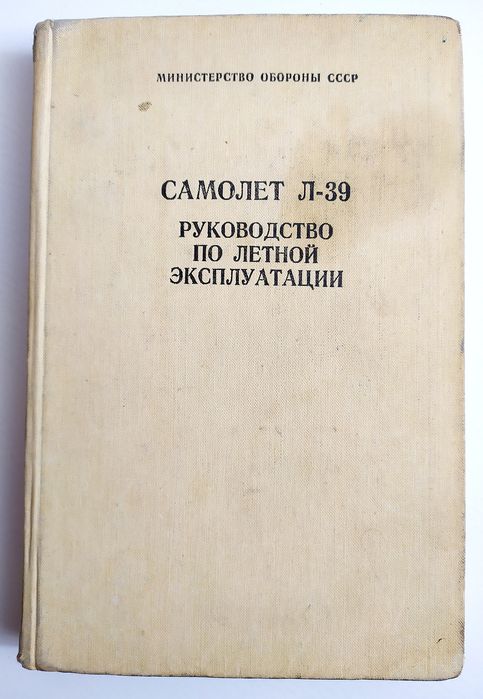 МИНИСТЕРСТВО ОБОРОНЫ СССР
САМОЛЕТ Л-39
РУКОВОДСТВО
ПО ЛЕТНОЙ
ЭКСПЛУАТАЦИИ